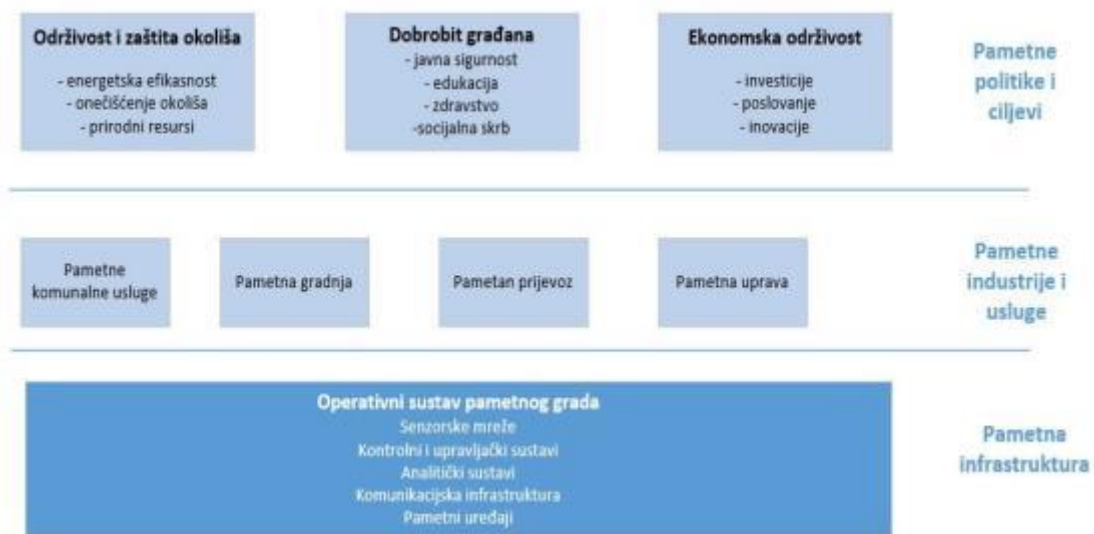 Održivost i zaštita okoliša
- energetska efikasnost
- onečišćenje okoliša
- prirodni resursi
Dobrobit građana
- javna sigurnost
- edukacija
- zdravstvo
-socijalna skrb
Ekonomska održivost
- investicije
- poslovanje
- inovacije
Pametne
politike i
ciljevi
Pametne
komunalne usluge
Pametna gradnja
Pametan prijevoz
Pametna uprava
Pametne
industrije i
usluge
Operativni sustav pametnog grada
Senzorske mreže
Kontrolni i upravljački sustavi
Analitički sustavi
Komunikacijska infrastruktura
Pametni uređaji
Pametna
infrastruktura